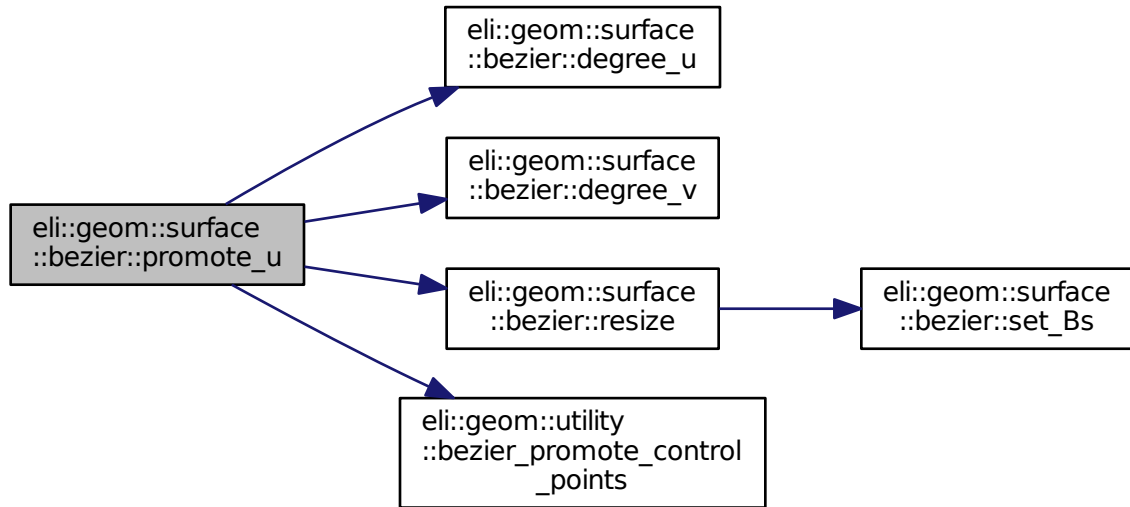 eli::geom::surface
::bezier::promote_u
eli::geom::surface
::bezier::degree_u
eli::geom::surface
::bezier::degree_v
eli::geom::surface
::bezier::resize
eli::geom::surface
::bezier::set_Bs
eli::geom::utility
::bezier_promote_control
_points